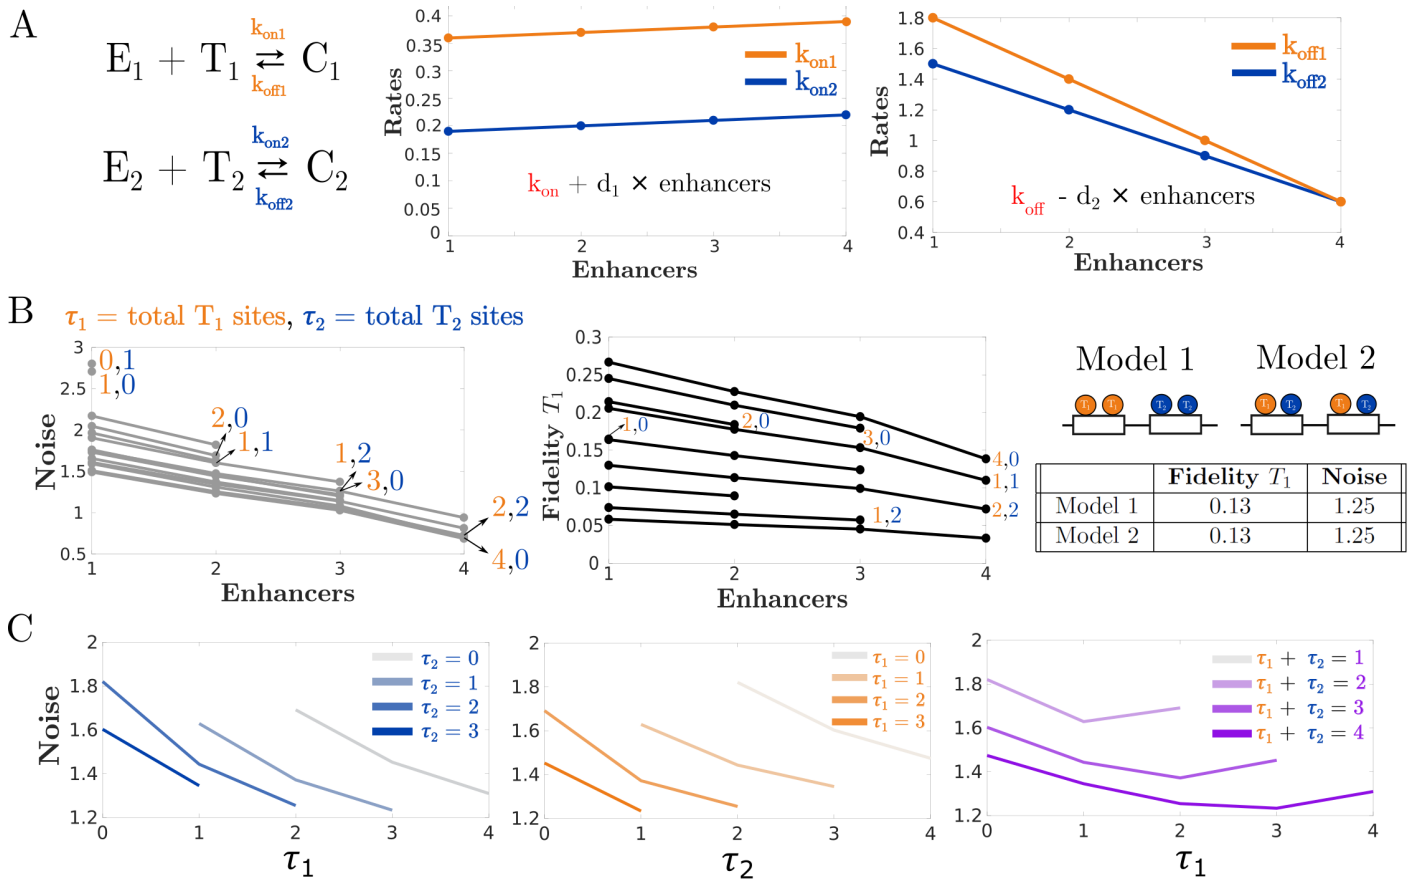 A
E1 + T1 ⇄ C1
kon1
koff1
E2 + T2 ⇄ C2
kon2
koff2
Rates
0.4
0.35
0.3
0.25
0.2
0.15
0.1
0.05
0
kon1
kon2
kon + d1 × enhancers
1 2 3 4
Enhancers
Rates
1.8
1.6
1.4
1.2
1
0.8
0.6
0.4
koff1
koff2
koff - d2 × enhancers
1 2 3 4
Enhancers
B
τ1 = total T1 sites, τ2 = total T2 sites
Noise
3
2.5
2
1.5
1
0.5
0,1
1,0
2,0
1,1
1,2
3,0
2,2
4,0
1 2 3 4
Enhancers
Fidelity T1
0.3
0.25
0.2
0.15
0.1
0.05
0
1,0
2,0
3,0
4,0
1,1
2,2
1,2
1 2 3 4
Enhancers
Model 1 Model 2
T1 T1 T2 T2 T1 T2 T1 T2
Fidelity T1 Noise
Model 1 0.13 1.25
Model 2 0.13 1.25
C
Noise
2
1.8
1.6
1.4
1.2
τ2 = 0
τ2 = 1
τ2 = 2
τ2 = 3
0 1 2 3 4
τ1
2
1.8
1.6
1.4
1.2
τ1 = 0
τ1 = 1
τ1 = 2
τ1 = 3
0 1 2 3 4
τ2
2
1.8
1.6
1.4
1.2
τ1 + τ2 = 1
τ1 + τ2 = 2
τ1 + τ2 = 3
τ1 + τ2 = 4
0 1 2 3 4
τ1